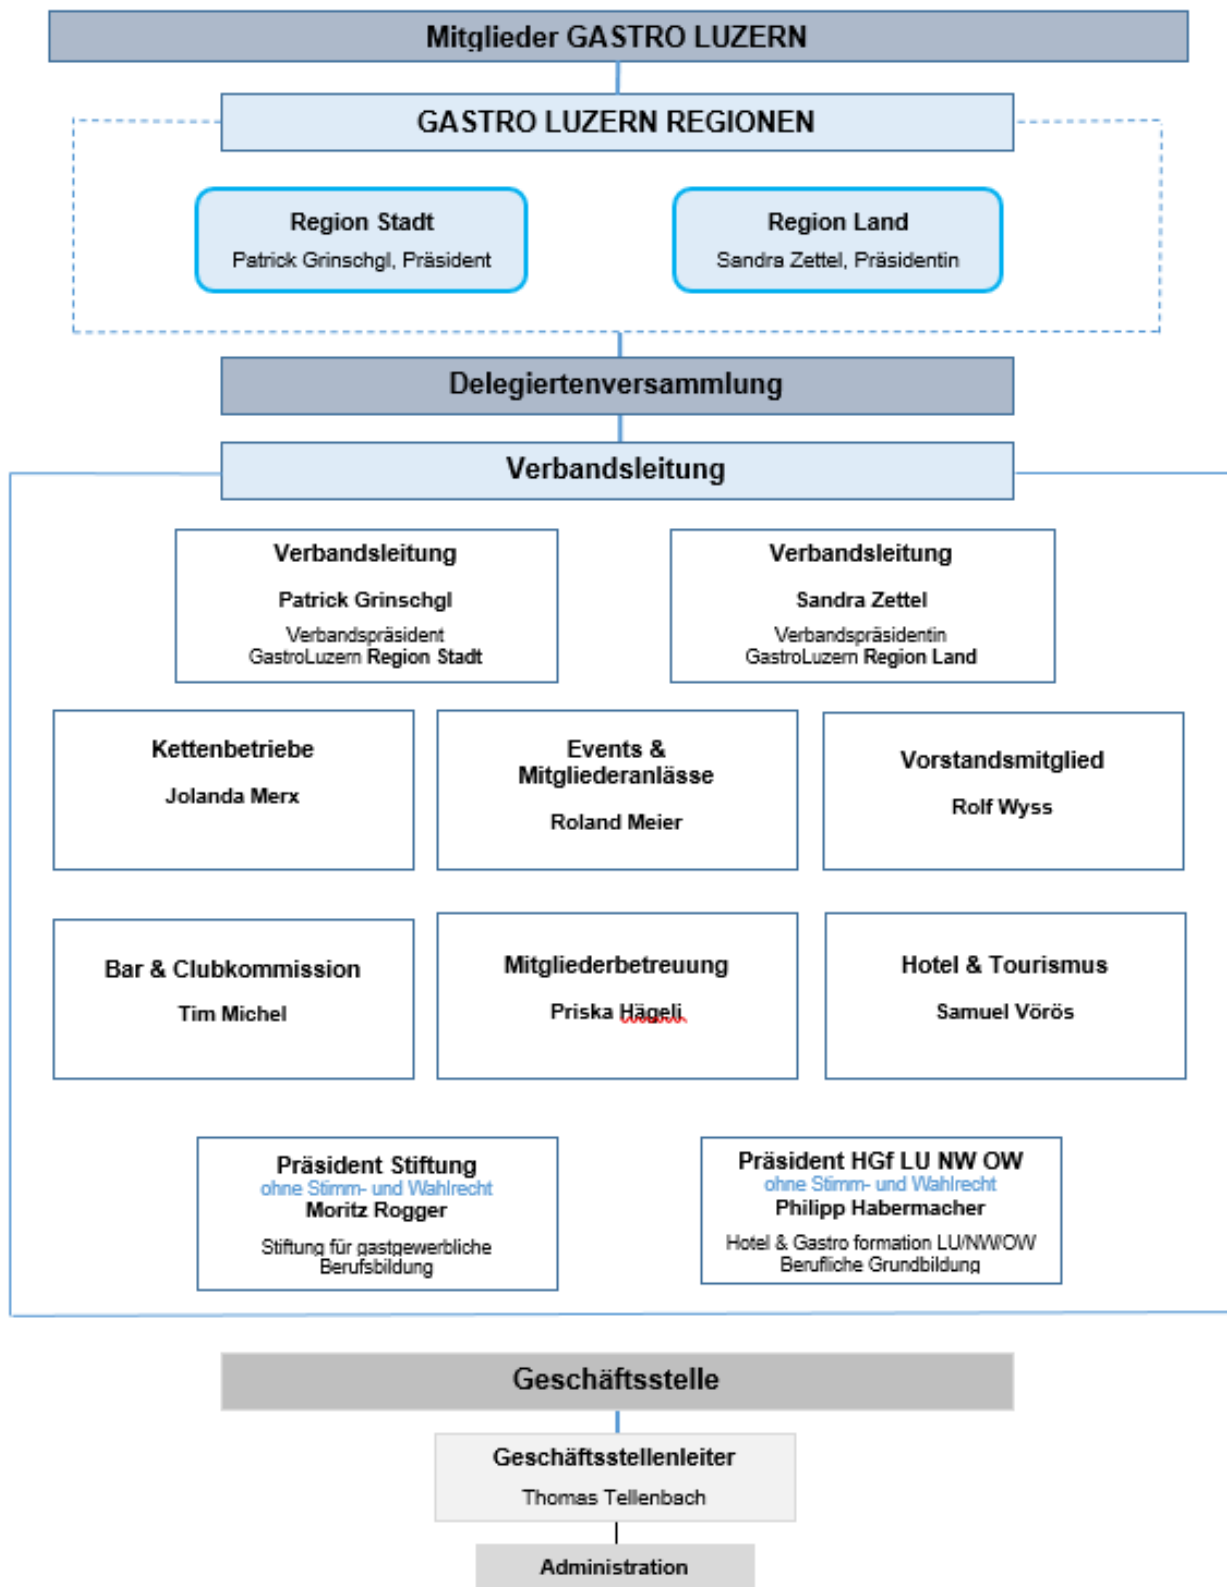 Mitglieder GASTRO LUZERN
GASTRO LUZERN REGIONEN
Region Stadt
Patrick Grinschgl, Präsident
Region Land
Sandra Zettel, Präsidentin
Delegiertenversammlung
Verbandsleitung
Verbandsleitung
Patrick Grinschgl
Verbandspräsident
GastroLuzern Region Stadt
Verbandsleitung
Sandra Zettel
Verbandspräsidentin
GastroLuzern Region Land
Kettenbetriebe
Jolanda Merx
Events &
Mitgliederanlässe
Roland Meier
Vorstandsmitglied
Rolf Wyss
Bar & Clubkommission
Tim Michel
Mitgliederbetreuung
Priska Hägeli
Hotel & Tourismus
Samuel Vörös
Präsident Stiftung
ohne Stimm- und Wahlrecht
Moritz Rogger
Stiftung für gastgewerbliche
Berufsbildung
Präsident HGf LU NW OW
ohne Stimm- und Wahlrecht
Philipp Habermacher
Hotel & Gastro formation LU/NW/OW
Berufliche Grundbildung
Geschäftsstelle
Geschäftsstellenleiter
Thomas Tellenbach
Administration